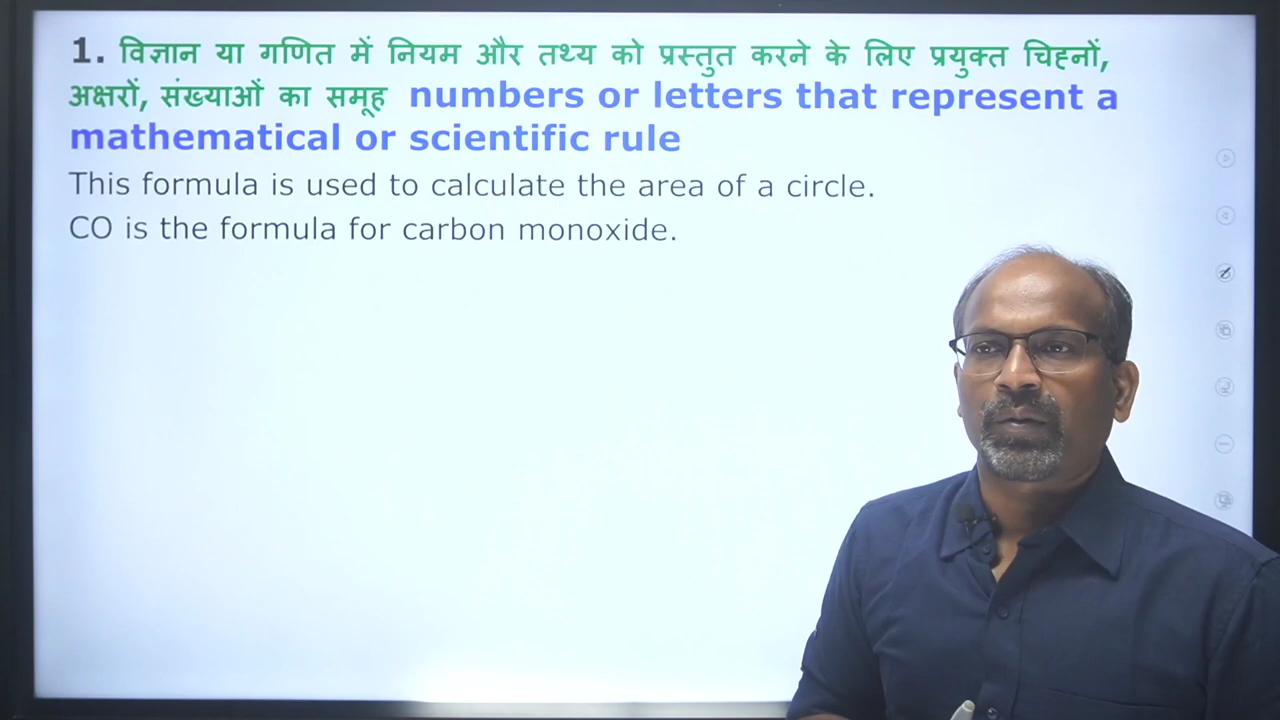 1. विज्ञान या गणित में नियम और तथ्य को प्रस्तुत करने के लिए प्रयुक्त चिह्नों,
अक्षरों, संख्याओं का समूह numbers or letters that represent a
mathematical or scientific rule
This formula is used to calculate the area of a circle.
CO is the formula for carbon monoxide.